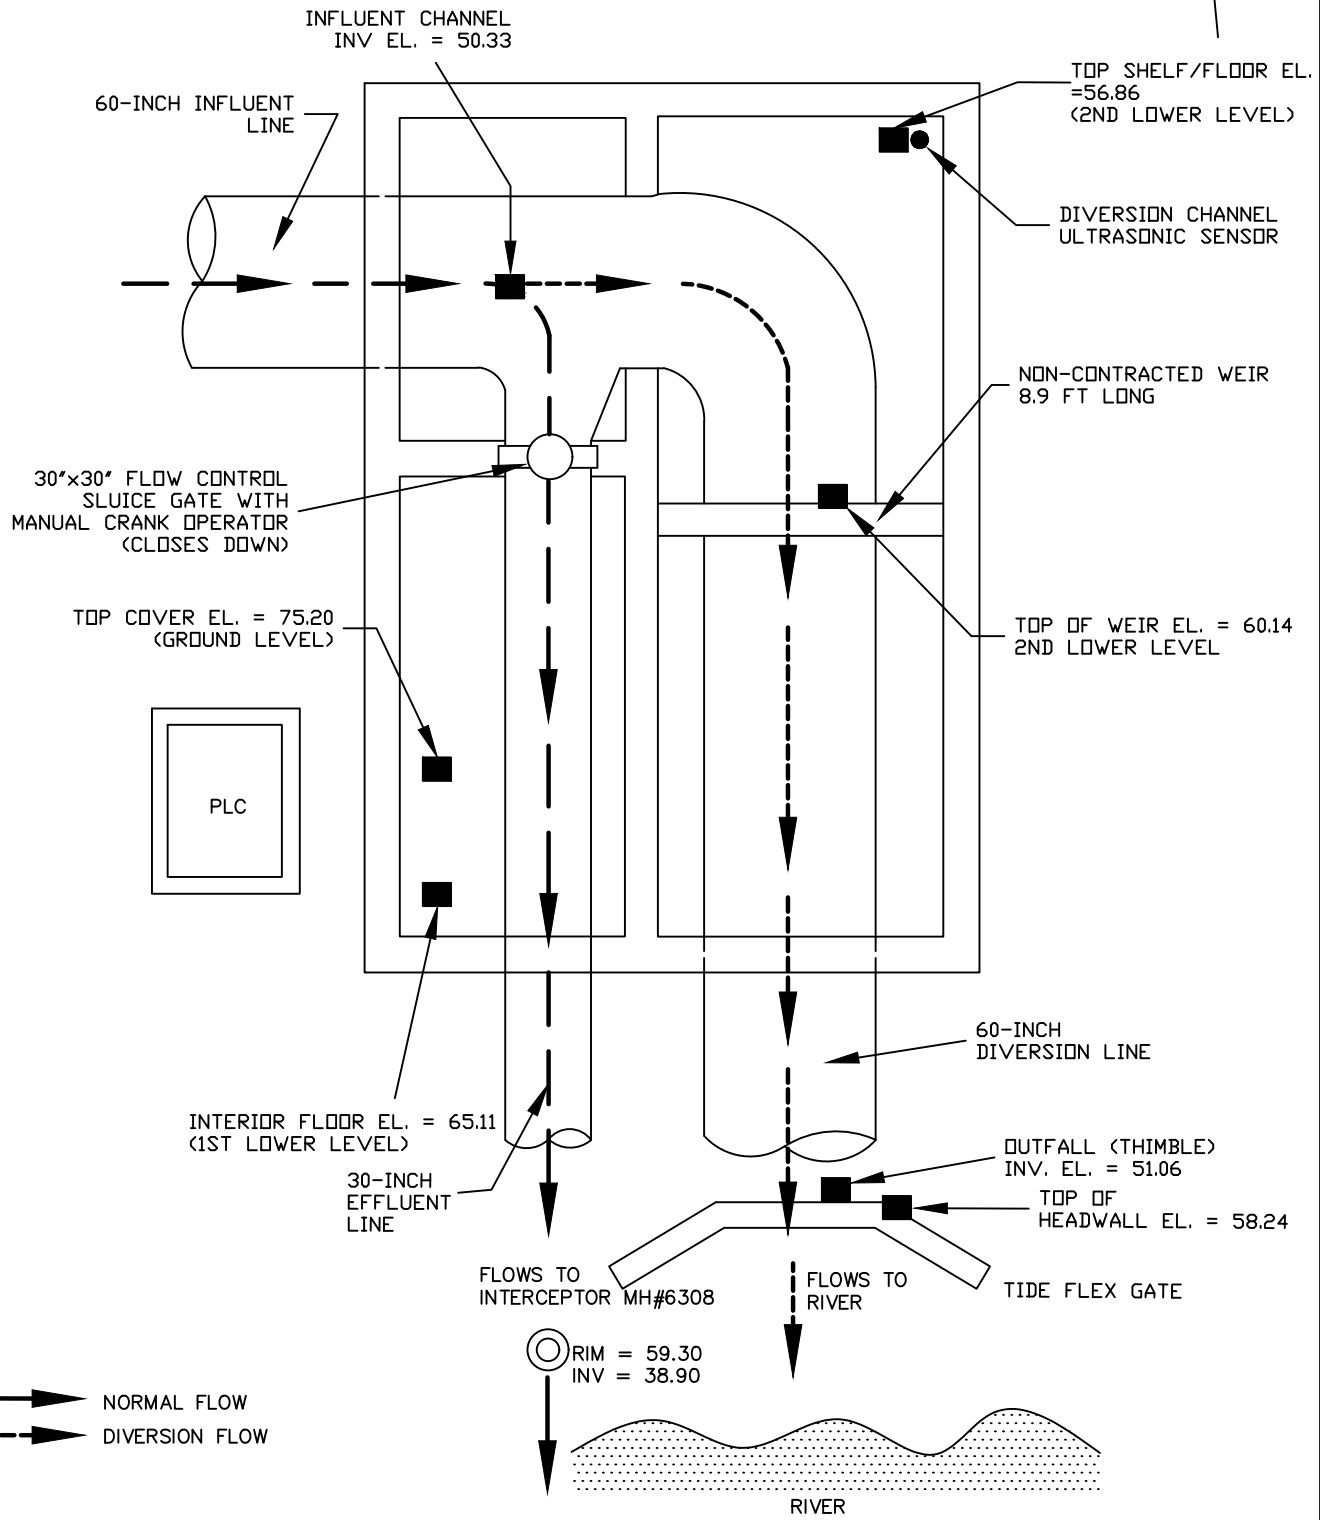 INFLUENT CHANNEL
INV EL. = 50.33
60-INCH INFLUENT
LINE
TOP SHELF/FLOOR EL.
=56.86
(2ND LOWER LEVEL)
DIVERSION CHANNEL
ULTRASONIC SENSOR
NON-CONTRACTED WEIR
8.9 FT LONG
30"x30" FLOW CONTROL
SLUICE GATE WITH
MANUAL CRANK OPERATOR
(CLOSES DOWN)
TOP COVER EL. = 75.20
(GROUND LEVEL)
TOP OF WEIR EL. = 60.14
2ND LOWER LEVEL
PLC
60-INCH
DIVERSION LINE
INTERIOR FLOOR EL. = 65.11
(1ST LOWER LEVEL)
30-INCH
EFFLUENT
LINE
OUTFALL (THIMBLE)
INV. EL. = 51.06
TOP OF
HEADWALL EL. = 58.24
FLOWS TO
INTERCEPTOR MH#6308
FLOWS TO
RIVER
TIDE FLEX GATE
RIM = 59.30
INV = 38.90
NORMAL FLOW
DIVERSION FLOW
RIVER